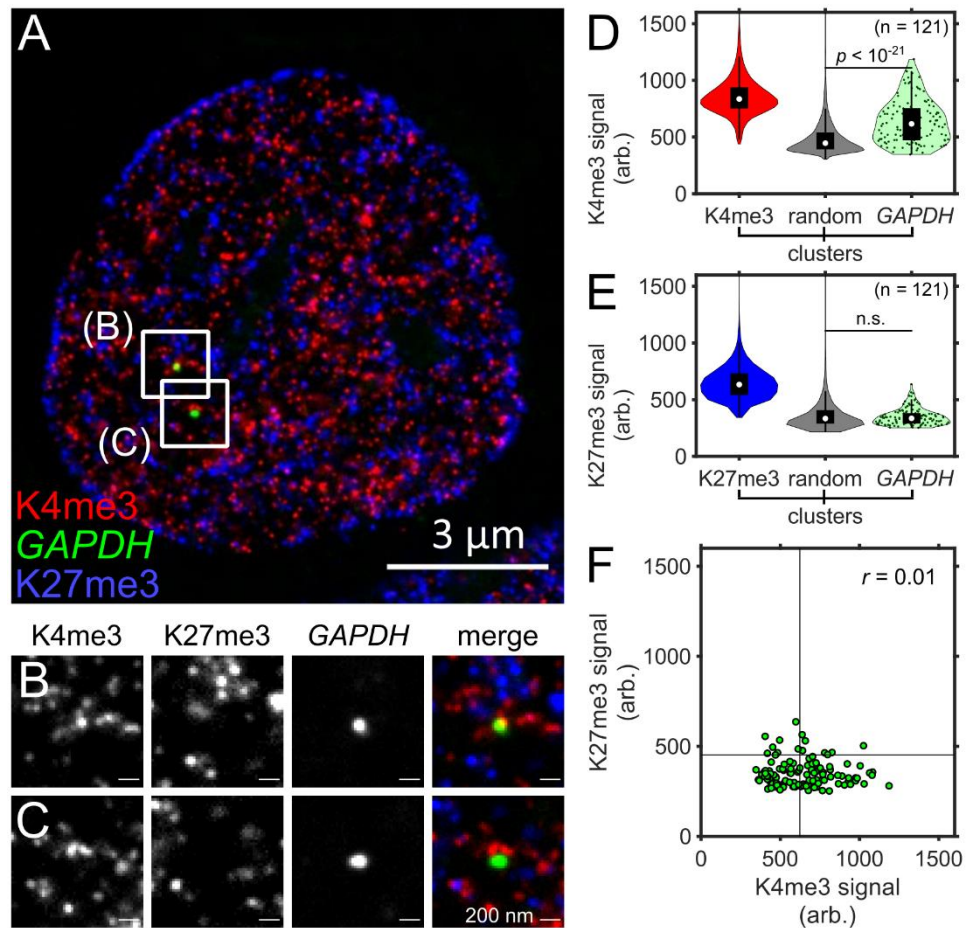 A
(B)
(C)
K4me3
GAPDH
K27me3
3 μm
K4me3 K27me3 GAPDH merge
B
C
200 nm
D
(n = 121)
p < 10⁻²¹
1500
1000
500
0
K4me3 signal
(arb.)
K4me3 random GAPDH
clusters
E
(n = 121)
n.s.
1500
1000
500
0
K27me3 signal
(arb.)
K27me3 random GAPDH
clusters
F
r = 0.01
1500
1000
500
0
K27me3 signal
(arb.)
0 500 1000 1500
K4me3 signal
(arb.)